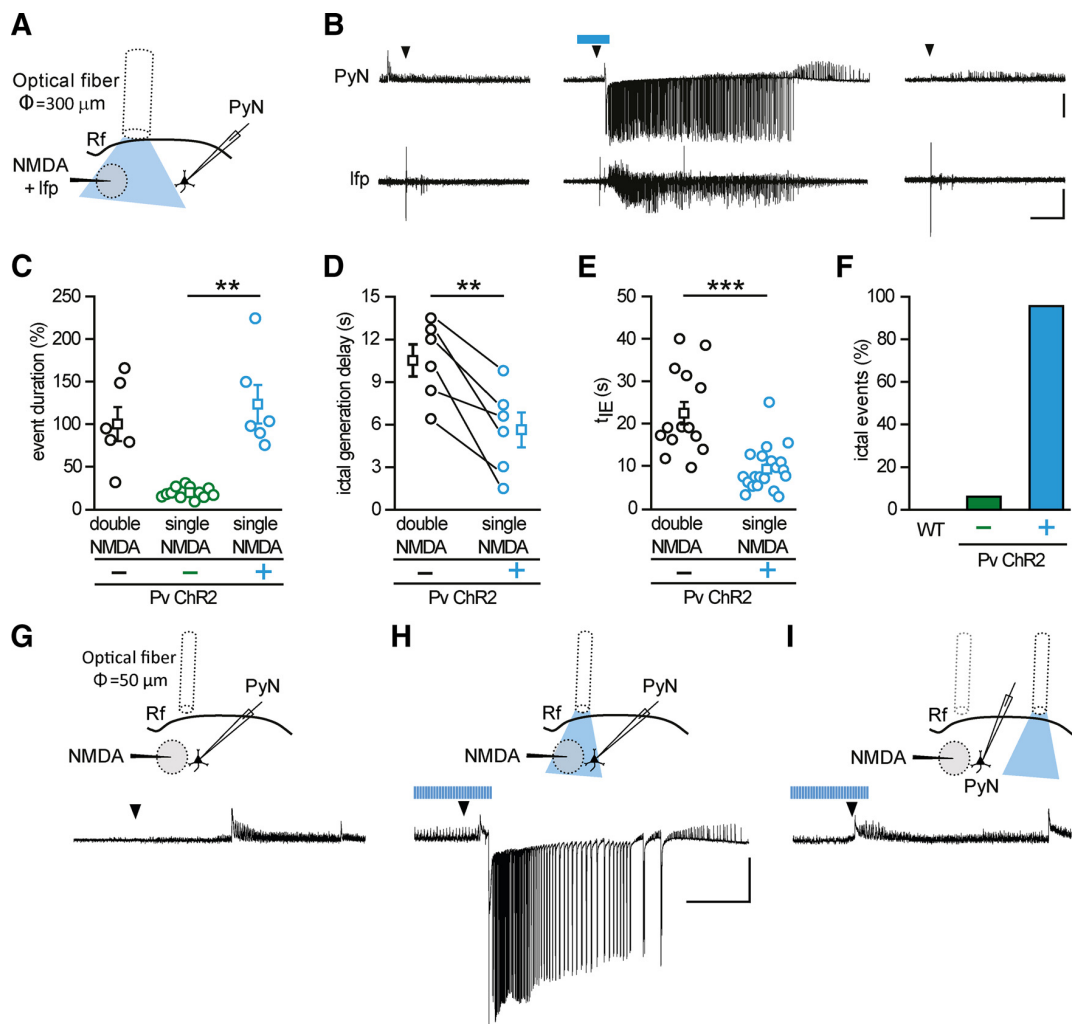 A
Optical fiber
Φ=300 μm
PyN
Rf
NMDA
+ lfp
B
PyN
lfp
C
event duration (%)
250
200
150
100
50
0
**
double
NMDA
single
NMDA
single
NMDA
−
−
+
Pv ChR2
D
ictal generation delay (s)
15
12
9
6
3
0
**
double
NMDA
single
NMDA
−
+
Pv ChR2
E
tIE (s)
50
40
30
20
10
0
***
double
NMDA
single
NMDA
−
+
Pv ChR2
F
ictal events (%)
100
80
60
40
20
0
WT
−
+
Pv ChR2
G
Optical fiber
Φ=50 μm
PyN
Rf
NMDA
H
PyN
Rf
NMDA
I
Rf
NMDA
PyN